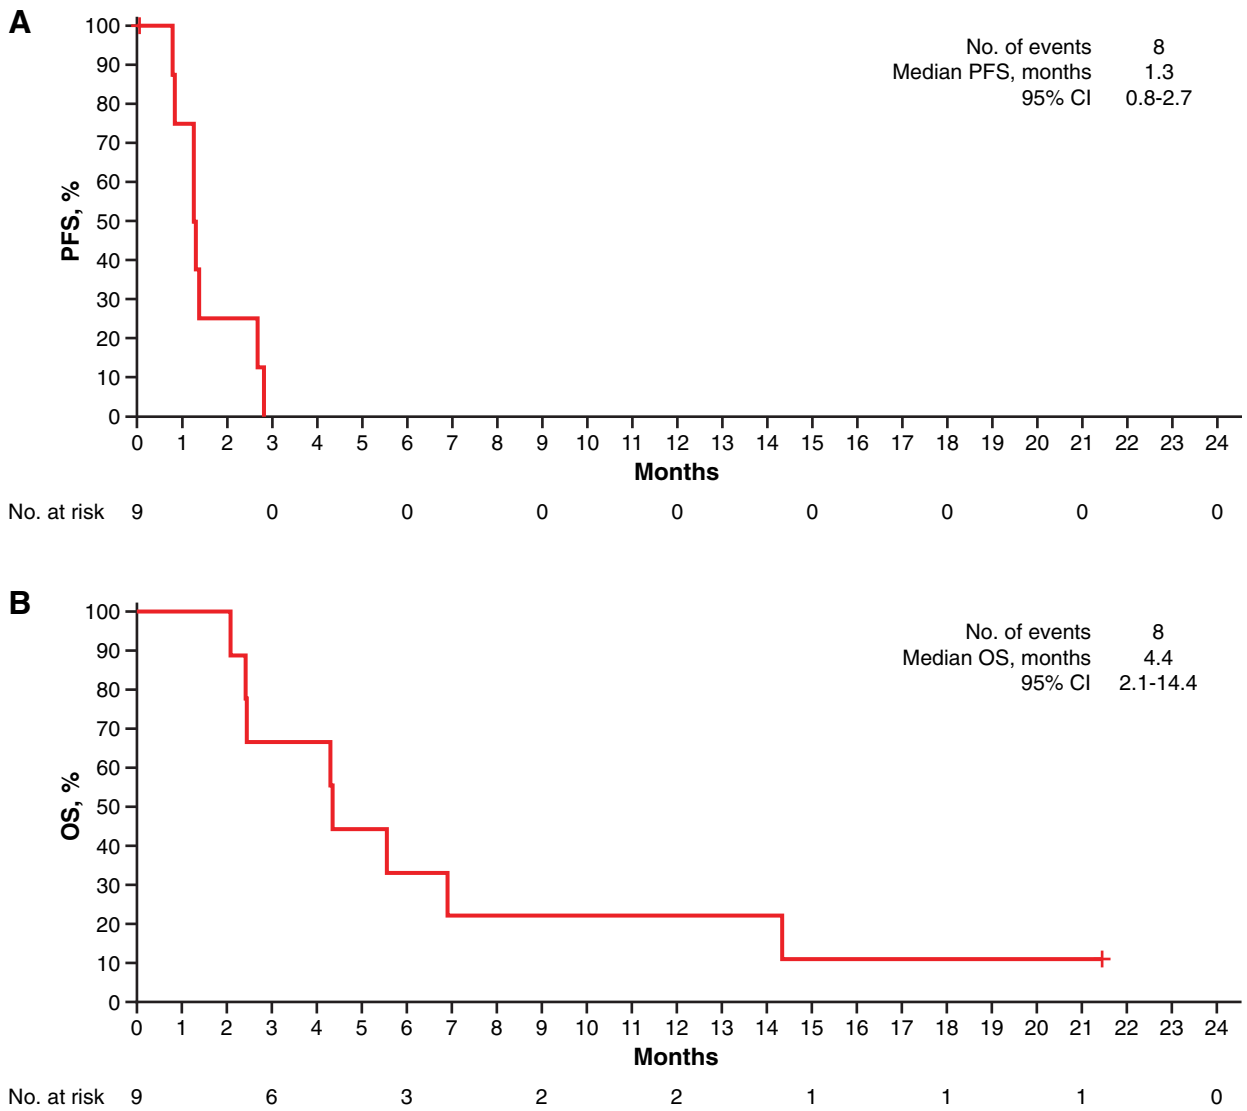 A
No. of events 8
Median PFS, months 1.3
95% CI 0.8-2.7
100
90
80
70
60
50
40
30
20
10
0
PFS, %
0 1 2 3 4 5 6 7 8 9 10 11 12 13 14 15 16 17 18 19 20 21 22 23 24
Months
No. at risk 9 0 0 0 0 0 0 0 0
B
No. of events 8
Median OS, months 4.4
95% CI 2.1-14.4
100
90
80
70
60
50
40
30
20
10
0
OS, %
0 1 2 3 4 5 6 7 8 9 10 11 12 13 14 15 16 17 18 19 20 21 22 23 24
Months
No. at risk 9 6 3 2 2 1 1 1 0